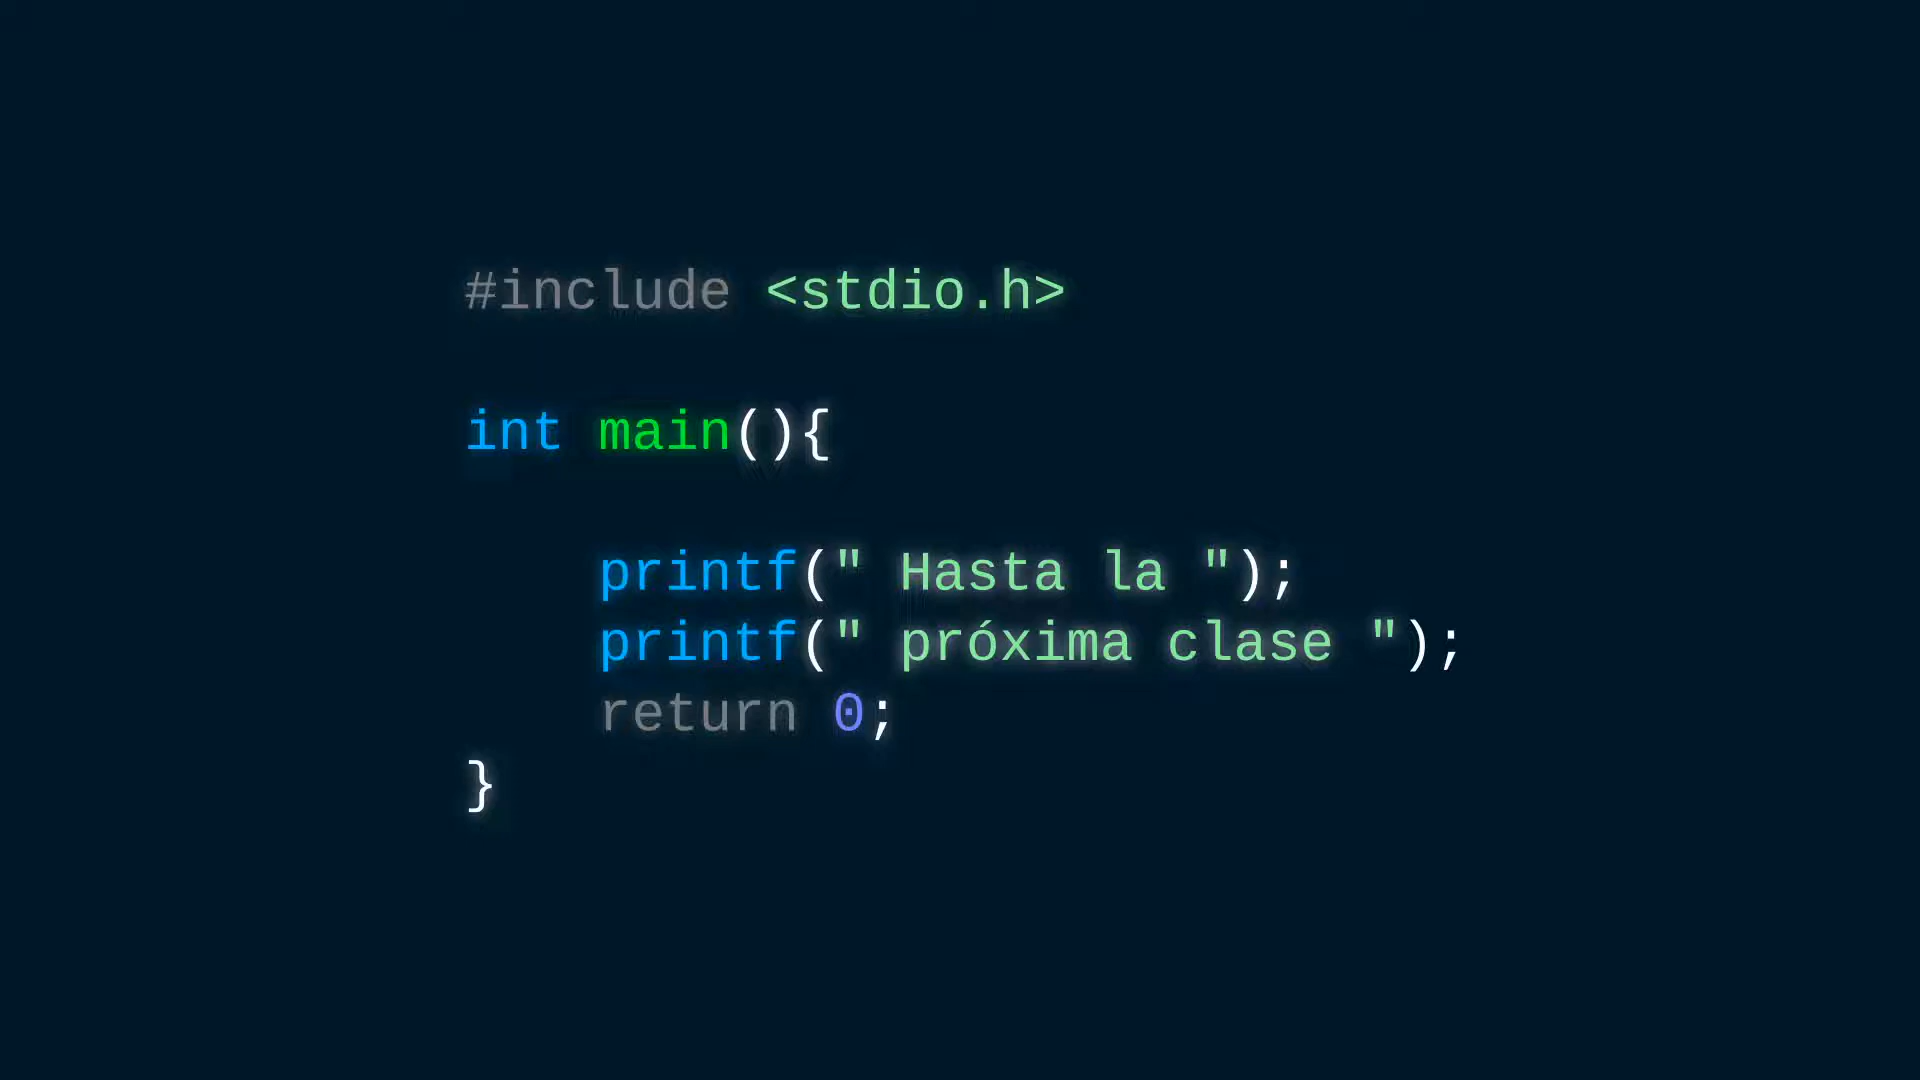 #include <stdio.h>
int main(){
printf(" Hasta la ");
printf(" próxima clase ");
return 0;
}